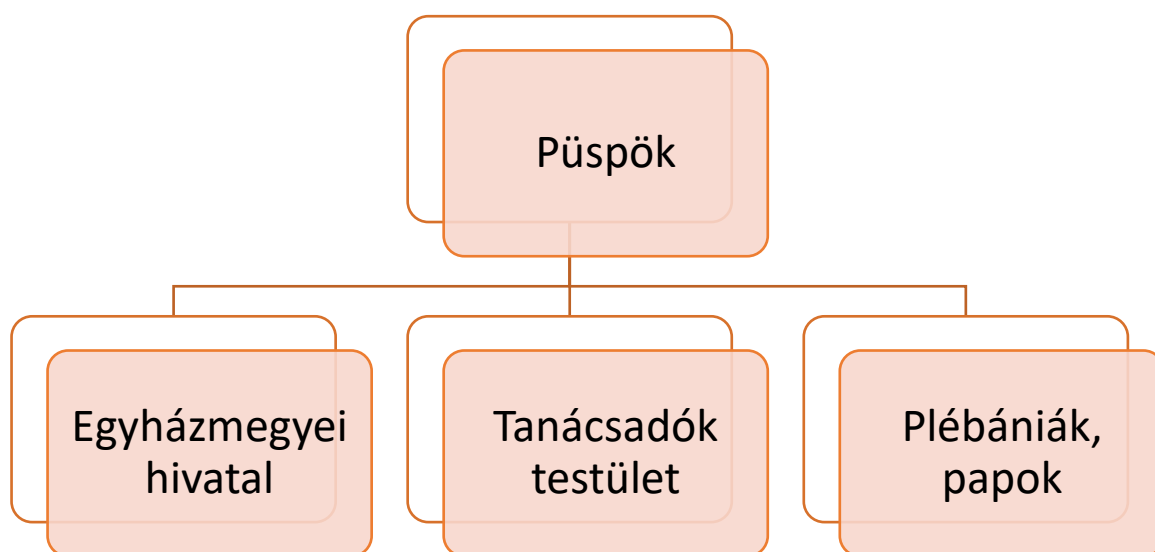 Püspök
Egyházmegyei
hivatal
Tanácsadók
testület
Plébániák,
papok